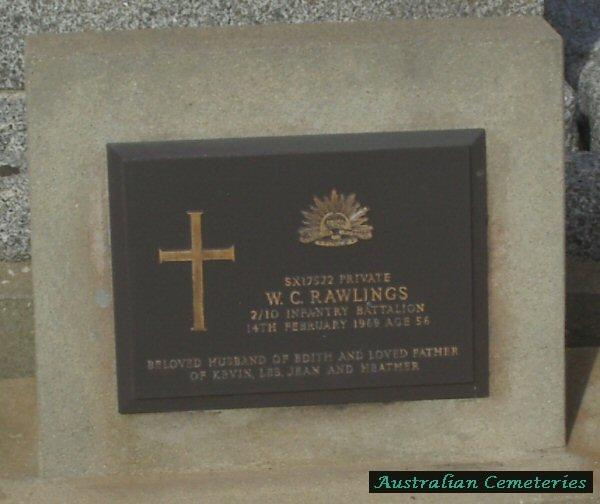 SX17572 PRIVATE
W. C. RAWLINGS
2/10 INFANTRY BATTALION
14TH FEBRUARY 1969 AGE 56
BELOVED HUSBAND OF EDITH AND LOVED FATHER
OF KEVIN, LES, JEAN AND HEATHER
Australian Cemeteries